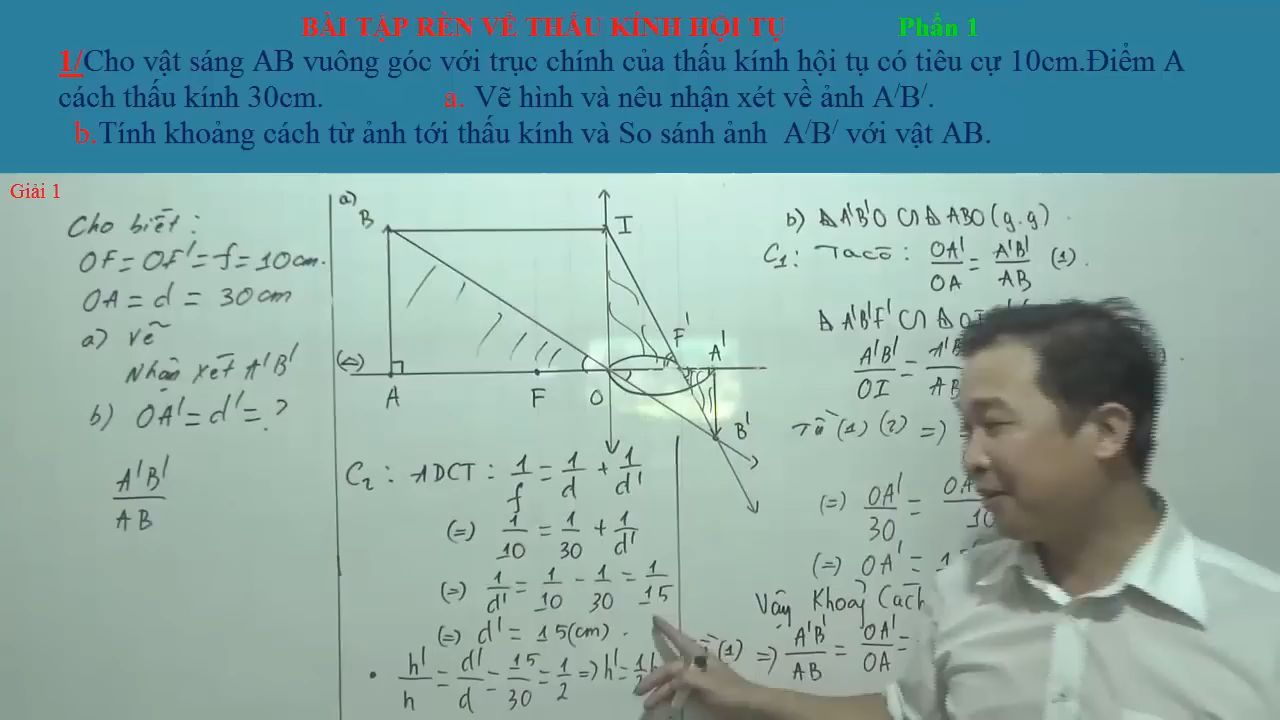 BÀI TẬP RÈN VỀ THẤU KÍNH HỘI TỤ Phần 1
1/Cho vật sáng AB vuông góc với trục chính của thấu kính hội tụ có tiêu cự 10cm.Điểm A
cách thấu kính 30cm. a. Vẽ hình và nêu nhận xét về ảnh A/B/.
b.Tính khoảng cách từ ảnh tới thấu kính và So sánh ảnh A/B/ với vật AB.
Giải 1
Cho biết:
OF = OF' = f = 10cm.
OA = d = 30cm
a) Vẽ
Nhận xét A'B'
b) OA' = d' = ?
A'B'
AB
a)
B
I
F'
A'
(Δ)
A
F
O
B'
C2: ADCT: 1/f = 1/d + 1/d'
(=) 1/10 = 1/30 + 1/d'
(=) 1/d' = 1/10 - 1/30 = 1/15
(=) d' = 15(cm).
h'/h = d'/d = 15/30 = 1/2 => h' =
b) Δ A'B'O ∽ Δ ABO (g.g).
C1: Ta có: OA'/OA = A'B'/AB (1).
Δ A'B'F' ∽ Δ
A'B'/OI =
Từ (1) (2) =>
(=) OA'/30 =
(=) OA' =
Vậy Khoảng Cách
(1) => A'B'/AB = OA'/OA =